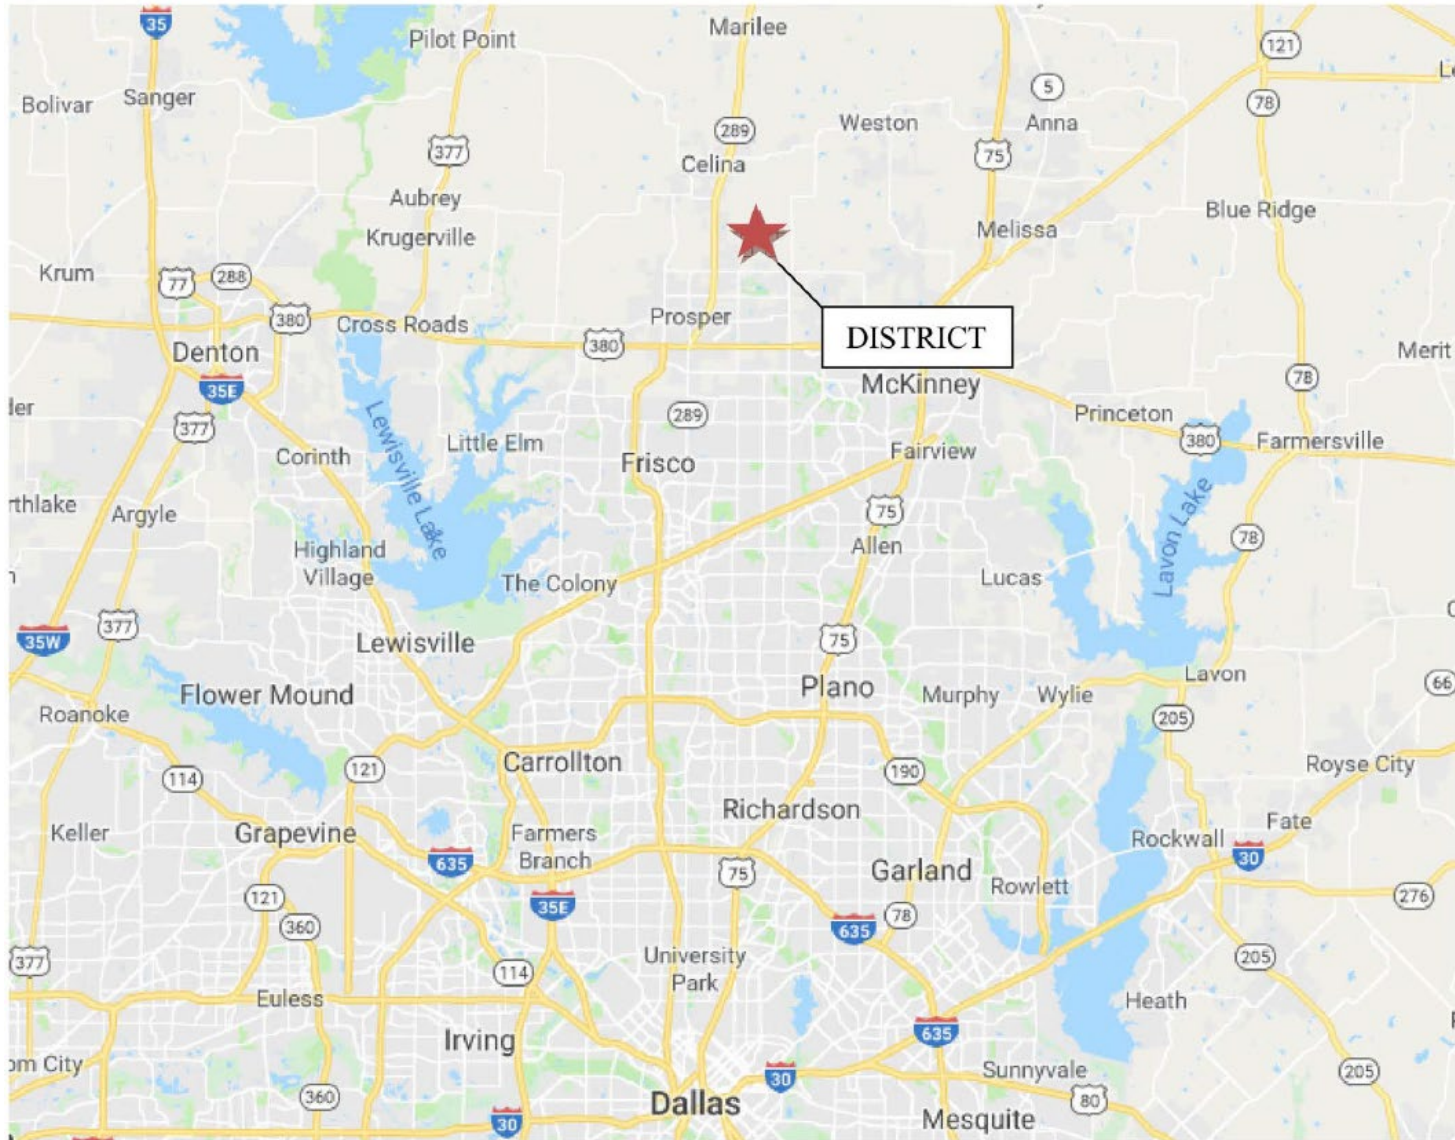 35
Pilot Point
Marilee
121
Bolivar
Sanger
5
78
377
289
Weston
Anna
75
Celina
Aubrey
Blue Ridge
Krugerville
Melissa
Krum
77
288
380
Cross Roads
Prosper
DISTRICT
380
Denton
Merit
35E
McKinney
78
377
289
Princeton
Little Elm
380
Farmersville
Corinth
Frisco
Fairview
Lewisville Lake
Lavon Lake
Argyle
75
78
Highland
Village
Allen
The Colony
Lucas
35W
377
Lewisville
75
Flower Mound
Plano
Murphy
Wylie
Lavon
66
Roanoke
205
114
121
Carrollton
190
Royse City
Richardson
Keller
Grapevine
Farmers
Branch
Fate
Rockwall
635
75
Garland
30
Rowlett
121
35E
276
360
78
635
377
University
Park
205
114
Euless
Heath
Irving
635
30
Sunnyvale
205
360
Dallas
80
30
Mesquite